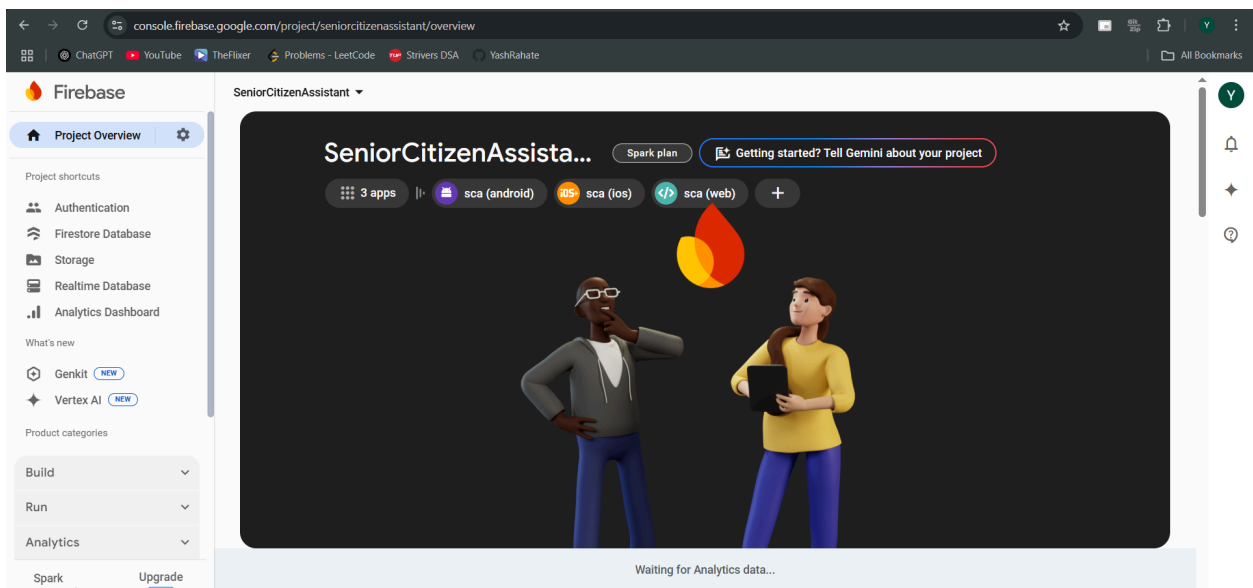 console.firebase.google.com/project/seniorcitizenassistant/overview
ChatGPT YouTube TheFlixer Problems - LeetCode Strivers DSA YashRahate All Bookmarks
Firebase
SeniorCitizenAssistant
Y
Project Overview
SeniorCitizenAssista... Spark plan Getting started? Tell Gemini about your project
Project shortcuts
3 apps sca (android) iOS+ sca (ios) sca (web) +
Authentication
Firestore Database
Storage
Realtime Database
Analytics Dashboard
What's new
Genkit NEW
Vertex AI NEW
Product categories
Build
Run
Analytics
Waiting for Analytics data...
Spark Upgrade